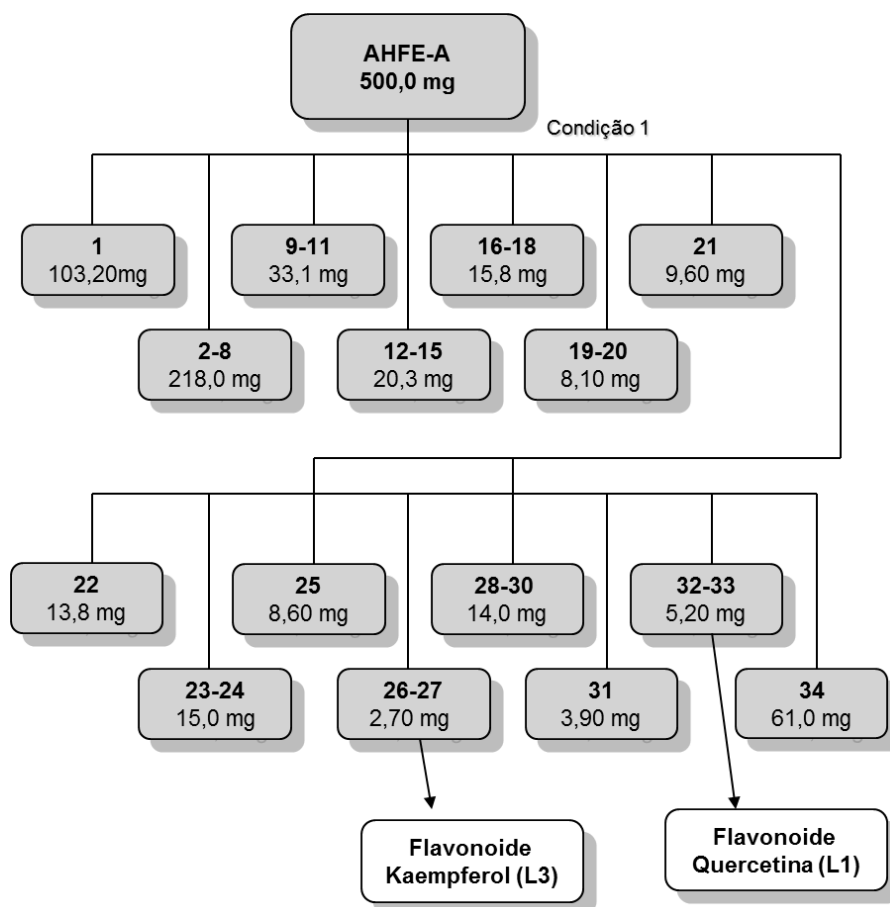 AHFE-A
500,0 mg
Condição 1
1
103,20mg
9-11
33,1 mg
16-18
15,8 mg
21
9,60 mg
2-8
218,0 mg
12-15
20,3 mg
19-20
8,10 mg
22
13,8 mg
25
8,60 mg
28-30
14,0 mg
32-33
5,20 mg
23-24
15,0 mg
26-27
2,70 mg
31
3,90 mg
34
61,0 mg
Flavonoide
Kaempferol (L3)
Flavonoide
Quercetina (L1)